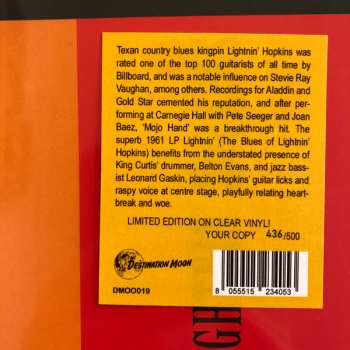 Texan country blues kingpin Lightnin' Hopkins was
rated one of the top 100 guitarists of all time by
Billboard, and was a notable influence on Stevie Ray
Vaughan, among others. Recordings for Aladdin and
Gold Star cemented his reputation, and after per-
forming at Carnegie Hall with Pete Seeger and Joan
Baez, 'Mojo Hand' was a breakthrough hit. The
superb 1961 LP Lightnin' (The Blues of Lightnin'
Hopkins) benefits from the understated presence of
King Curtis' drummer, Belton Evans, and jazz bass-
ist Leonard Gaskin, placing Hopkins' guitar licks and
raspy voice at centre stage, playfully relating heart-
break and woe.
LIMITED EDITION ON CLEAR VINYL!
YOUR COPY 436/500
DESTINATION MOON
DMOO019
8 055515 234053
GH